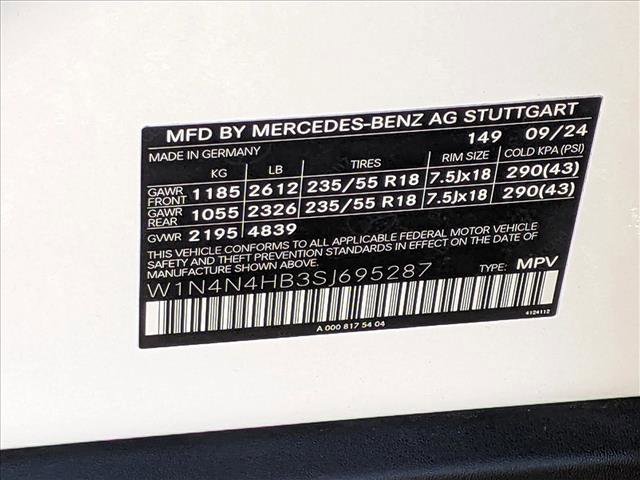 MFD BY MERCEDES-BENZ AG STUTTGART
149 09/24
MADE IN GERMANY
KG LB TIRES RIM SIZE COLD KPA (PSI)
GAWR FRONT 1185 2612 235/55 R18 7.5Jx18 290(43)
GAWR REAR 1055 2326 235/55 R18 7.5Jx18 290(43)
GVWR 2195 4839
THIS VEHICLE CONFORMS TO ALL APPLICABLE FEDERAL MOTOR VEHICLE
SAFETY AND THEFT PREVENTION STANDARDS IN EFFECT ON THE DATE
OF MANUFACTURE SHOWN ABOVE.
W1N4N4HB3SJ695287 TYPE: MPV
A 000 817 54 04 4124112